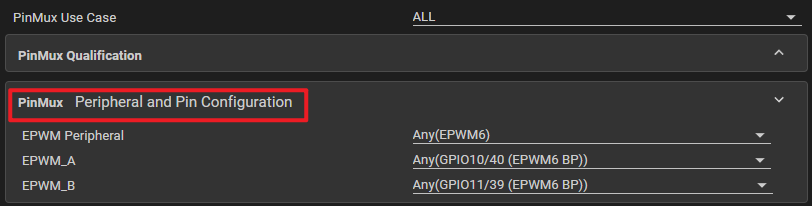 PinMux Use Case ALL
PinMux Qualification
PinMux Peripheral and Pin Configuration
EPWM Peripheral Any(EPWM6)
EPWM_A Any(GPIO10/40 (EPWM6 BP))
EPWM_B Any(GPIO11/39 (EPWM6 BP))